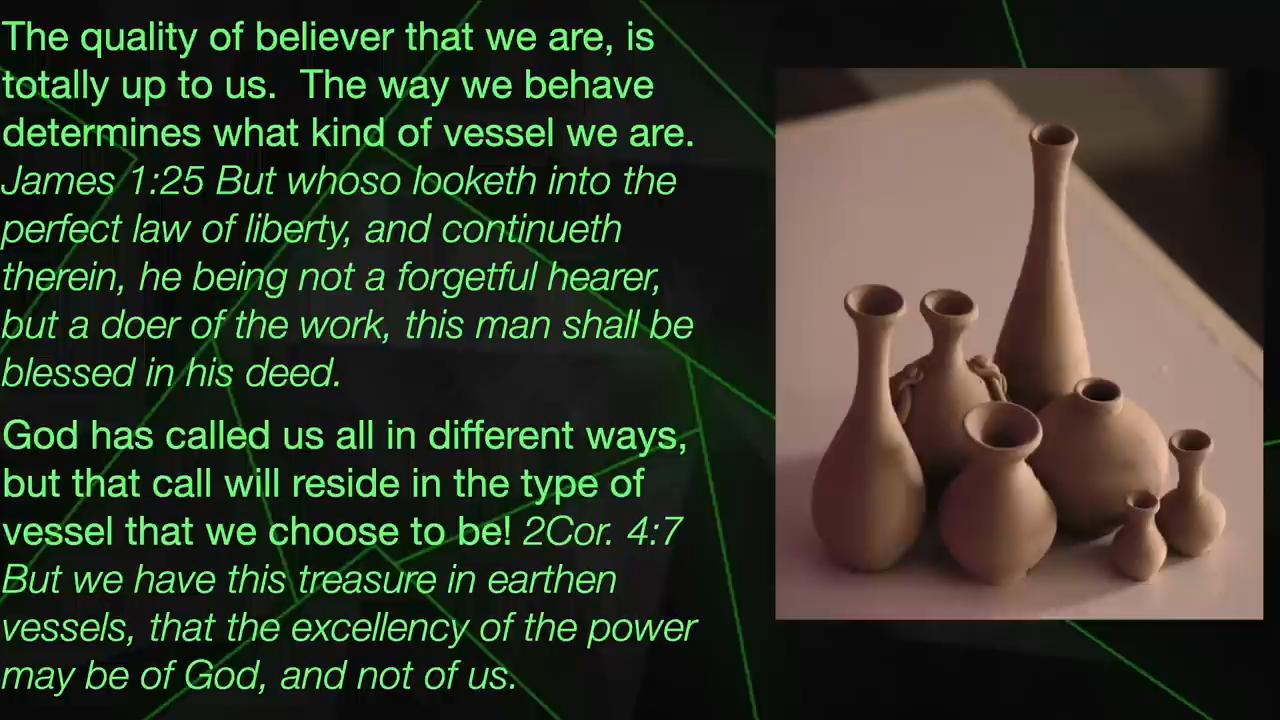 The quality of believer that we are, is
totally up to us.  The way we behave
determines what kind of vessel we are.
James 1:25 But whoso looketh into the
perfect law of liberty, and continueth
therein, he being not a forgetful hearer,
but a doer of the work, this man shall be
blessed in his deed.
God has called us all in different ways,
but that call will reside in the type of
vessel that we choose to be! 2Cor. 4:7
But we have this treasure in earthen
vessels, that the excellency of the power
may be of God, and not of us.